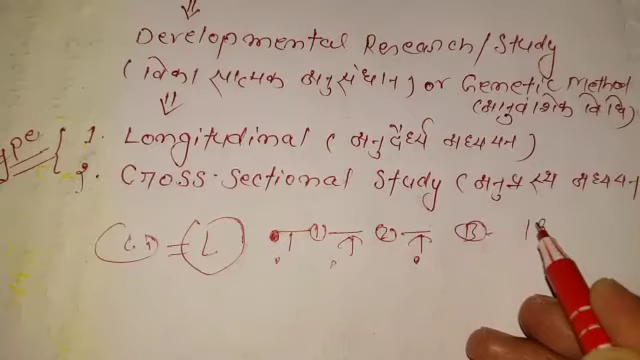 Developmental Research/Study
(विकासात्मक अनुसंधान) or Genetic Method
(आनुवांशिक विधि)
Type
1. Longitudinal (अनुदैर्ध्य अध्ययन)
2. Cross-Sectional Study (अनुप्रस्थ अध्ययन
= L 1 2 3 18